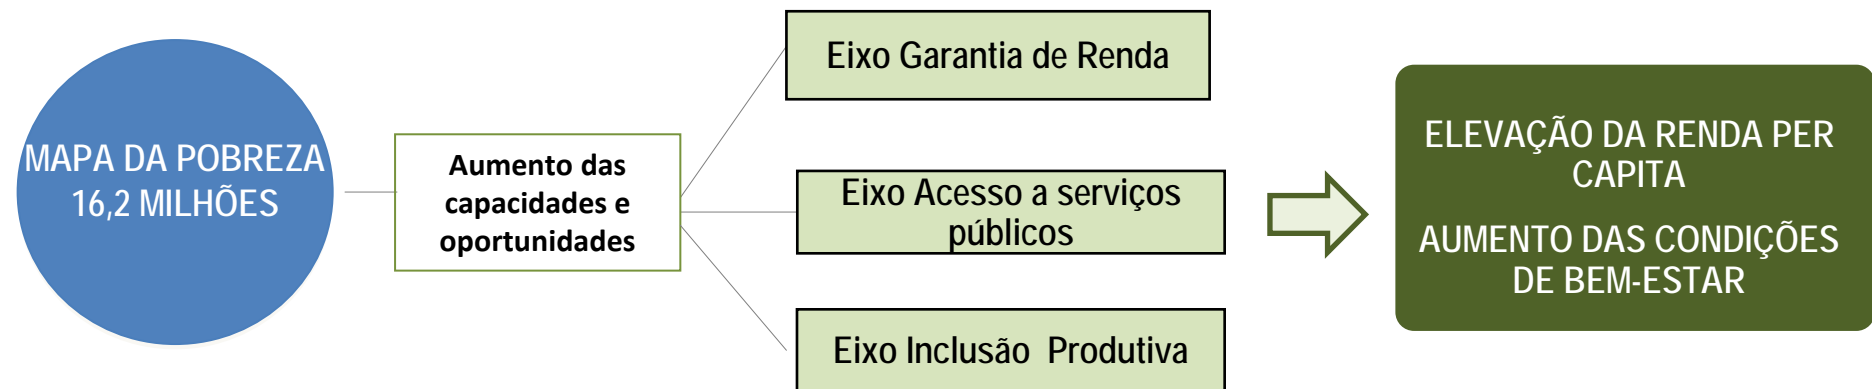 MAPA DA POBREZA
16,2 MILHÕES
Aumento das
capacidades e
oportunidades
Eixo Garantia de Renda
Eixo Acesso a serviços
públicos
Eixo Inclusão  Produtiva
ELEVAÇÃO DA RENDA PER
CAPITA
AUMENTO DAS CONDIÇÕES
DE BEM-ESTAR